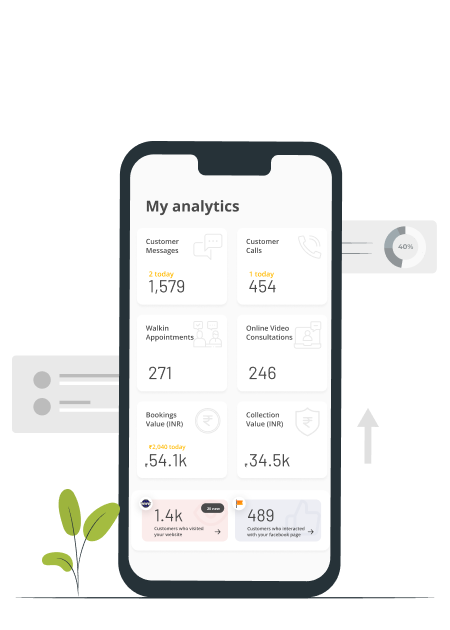 My analytics
Customer
Messages
2 today
1,579
Customer
Calls
1 today
454
40%
Walkin
Appointments
271
Online Video
Consultations
246
Bookings
Value (INR)
₹2,040 today
54.1k
Collection
Value (INR)
34.5k
1.4k
26 new
Customers who visited
your website
489
Customers who interacted
with your facebook page